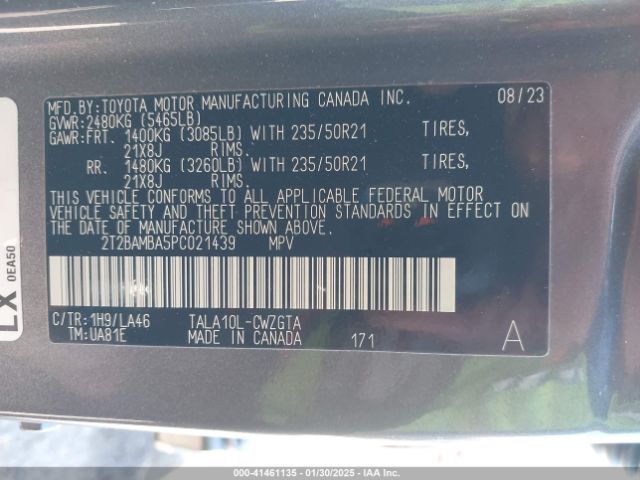 MFD.BY:TOYOTA MOTOR MANUFACTURING CANADA INC. 08/23
GVWR:2480KG (5465LB)
GAWR:FRT. 1400KG (3085LB) WITH 235/50R21 TIRES,
21X8J RIMS.
RR. 1480KG (3260LB) WITH 235/50R21 TIRES,
21X8J RIMS.
THIS VEHICLE CONFORMS TO ALL APPLICABLE FEDERAL MOTOR
VEHICLE SAFETY AND THEFT PREVENTION STANDARDS IN EFFECT ON
THE DATE OF MANUFACTURE SHOWN ABOVE.
2T2BAMBA5PC021439 MPV
C/TR:1H9/LA46 TALA10L-CWZGTA
TM:UA81E MADE IN CANADA 171 A
LX
0EA50
000-41461135 - 01/30/2025 - IAA Inc.